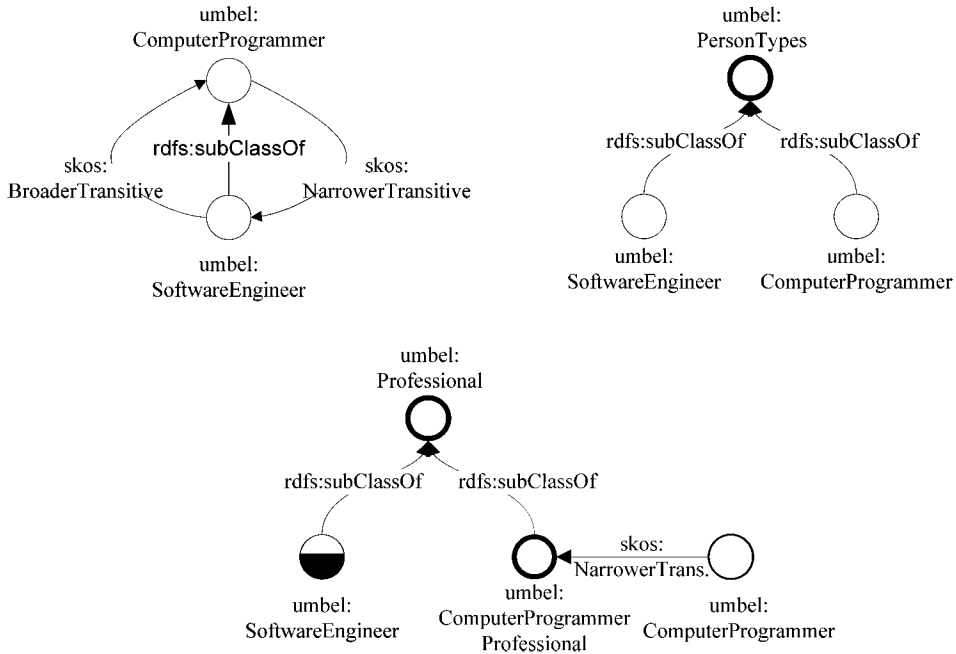 umbel:
ComputerProgrammer
rdfs:subClassOf
skos:
BroaderTransitive
skos:
NarrowerTransitive
umbel:
SoftwareEngineer
umbel:
PersonTypes
rdfs:subClassOf
rdfs:subClassOf
umbel:
SoftwareEngineer
umbel:
ComputerProgrammer
umbel:
Professional
rdfs:subClassOf
rdfs:subClassOf
skos:
NarrowerTrans.
umbel:
SoftwareEngineer
umbel:
ComputerProgrammer
Professional
umbel:
ComputerProgrammer